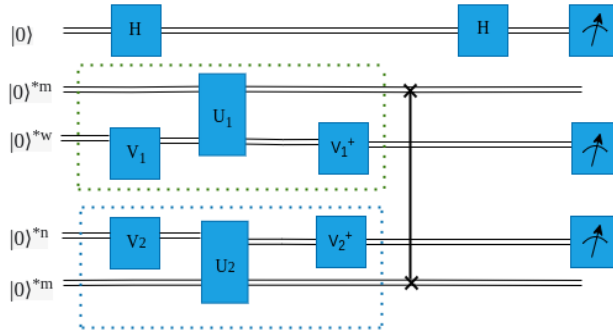 |0⟩ H H
|0⟩*m
U1
|0⟩*w V1 V1+
|0⟩*n V2 V2+
U2
|0⟩*m